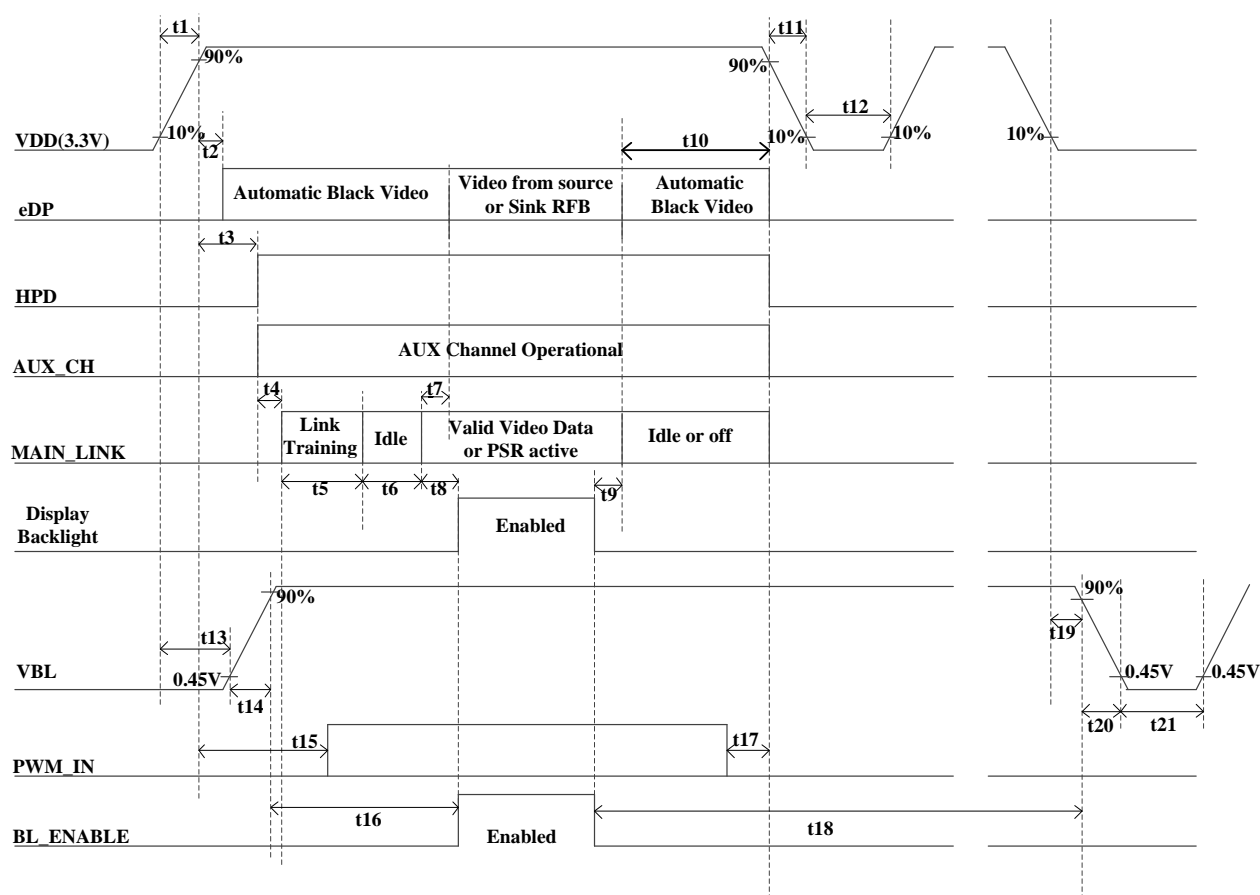 t1
t11
90%
90%
t12
VDD(3.3V)
10%
10%
10%
10%
t2
t10
eDP
Automatic Black Video
Video from source
or Sink RFB
Automatic
Black Video
t3
HPD
AUX_CH
AUX Channel Operational
t4
t7
MAIN_LINK
Link
Training
Idle
Valid Video Data
or PSR active
Idle or off
t5
t6
t8
t9
Display
Backlight
Enabled
90%
90%
t13
t19
VBL
0.45V
0.45V
0.45V
t14
t20
t21
t15
t17
PWM_IN
t16
t18
BL_ENABLE
Enabled